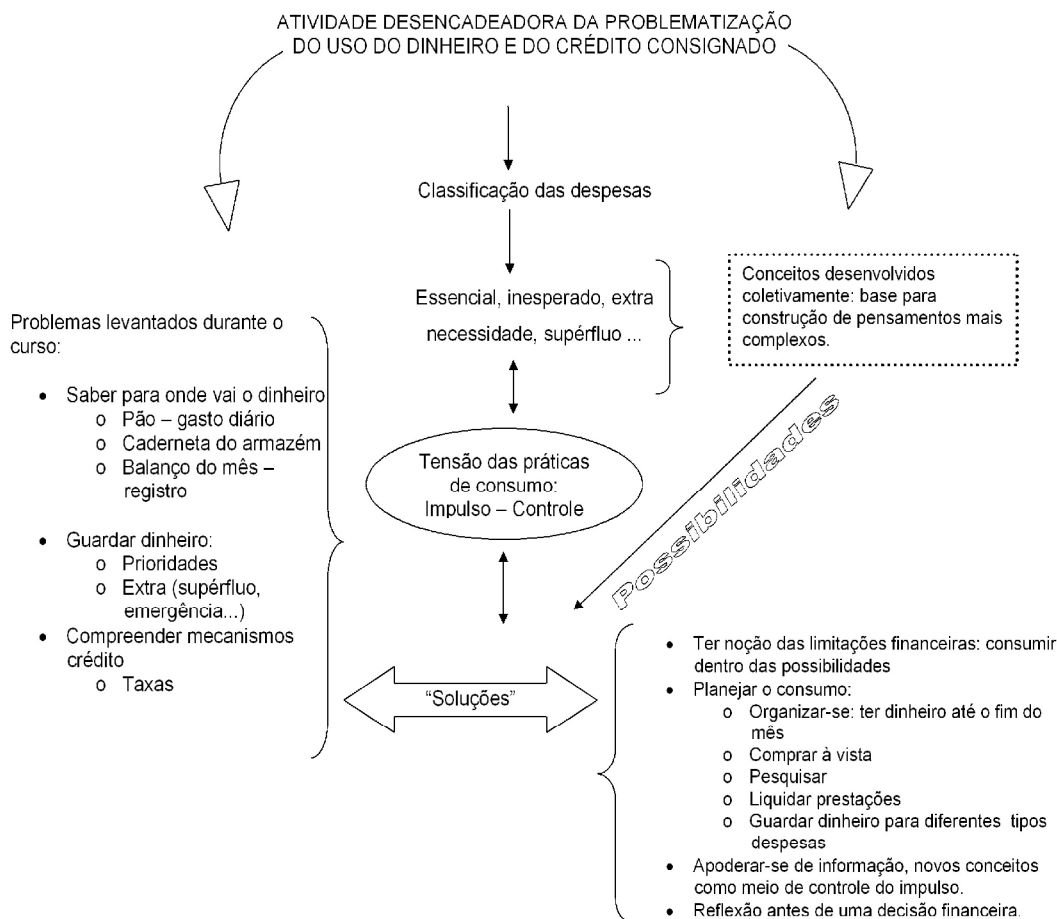 ATIVIDADE DESENCADEADORA DA PROBLEMATIZAÇÃO
DO USO DO DINHEIRO E DO CRÉDITO CONSIGNADO
Classificação das despesas
Essencial, inesperado, extra
necessidade, supérfluo ...
Conceitos desenvolvidos
coletivamente: base para
construção de pensamentos mais
complexos.
Problemas levantados durante o
curso:
• Saber para onde vai o dinheiro
o Pão – gasto diário
o Caderneta do armazém
o Balanço do mês –
registro
• Guardar dinheiro:
o Prioridades
o Extra (supérfluo,
emergência...)
• Compreender mecanismos
crédito
o Taxas
Tensão das práticas
de consumo:
Impulso – Controle
Possibilidades
“Soluções”
• Ter noção das limitações financeiras: consumir
dentro das possibilidades
• Planejar o consumo:
o Organizar-se: ter dinheiro até o fim do
mês
o Comprar à vista
o Pesquisar
o Liquidar prestações
o Guardar dinheiro para diferentes tipos
despesas
• Apoderar-se de informação, novos conceitos
como meio de controle do impulso.
• Reflexão antes de uma decisão financeira.